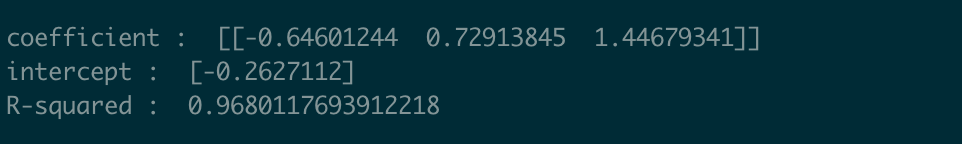 coefficient :  [[-0.64601244  0.72913845  1.44679341]]
intercept :  [-0.2627112]
R-squared :  0.9680117693912218